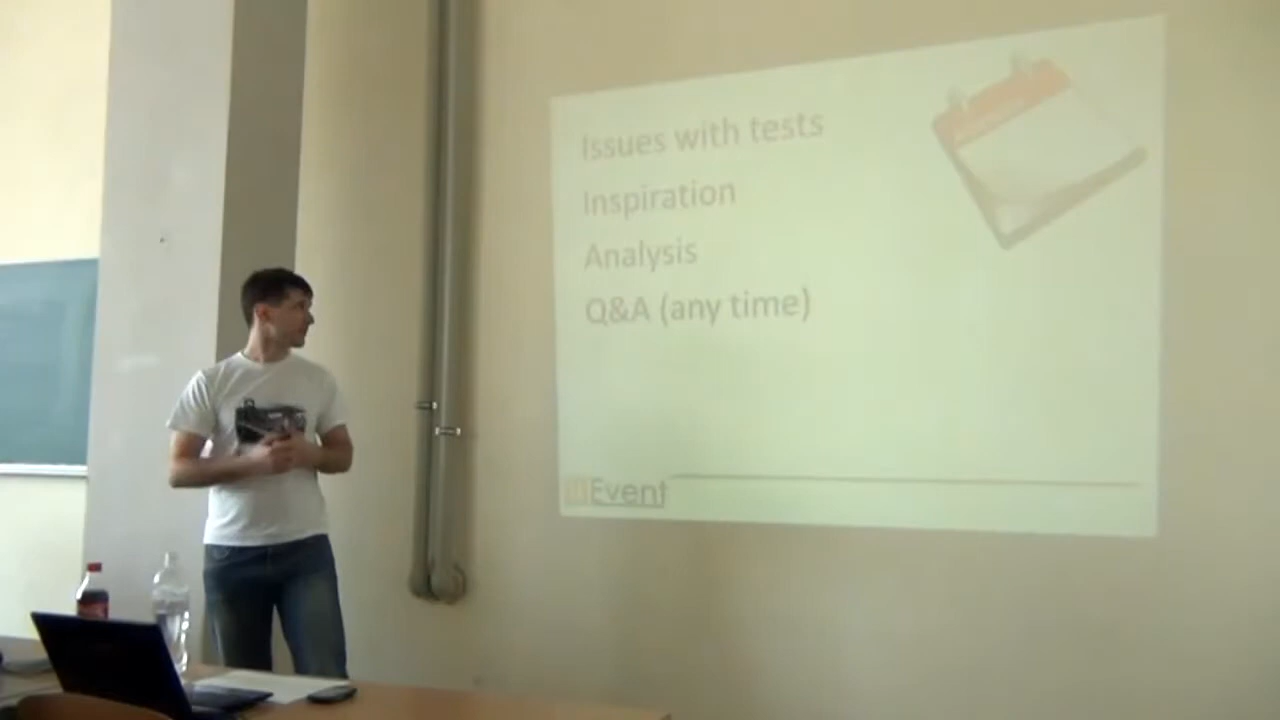 Issues with tests
Inspiration
Analysis
Q&A (any time)
Event